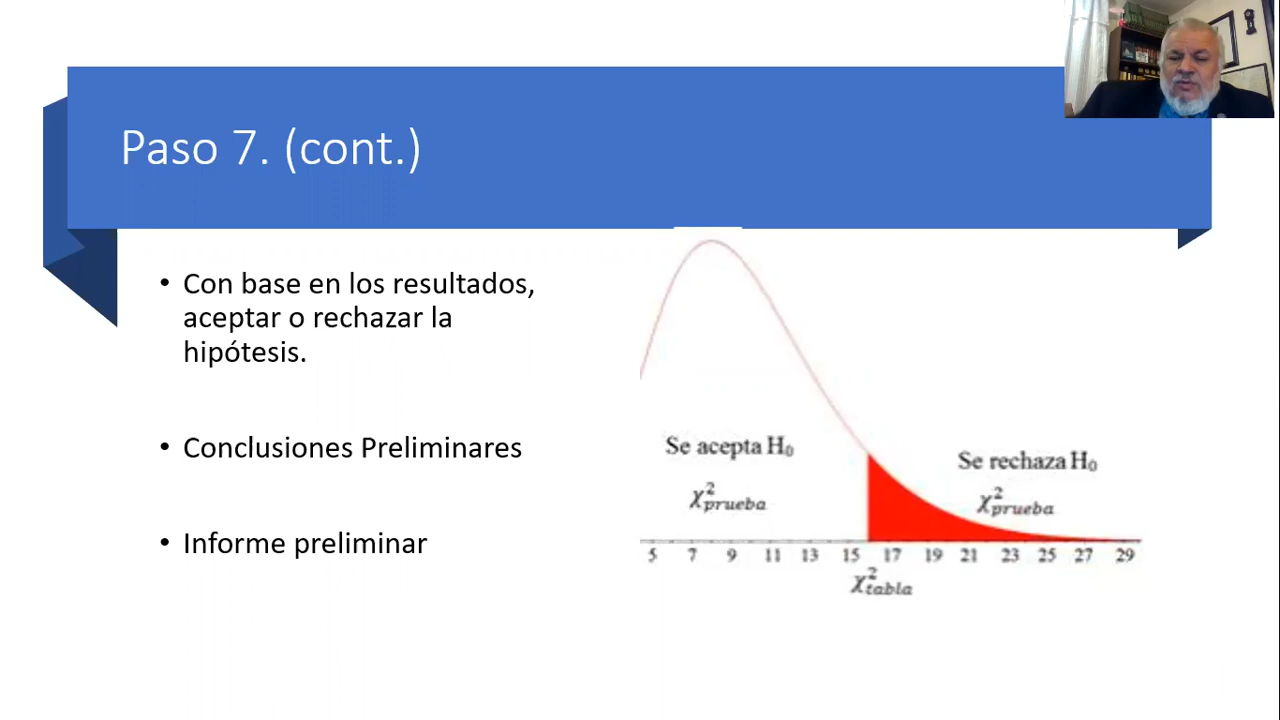 Paso 7. (cont.)
• Con base en los resultados,
aceptar o rechazar la
hipótesis.
• Conclusiones Preliminares
• Informe preliminar
Se acepta H₀
χ²prueba
Se rechaza H₀
χ²prueba
5 7 9 11 13 15 17 19 21 23 25 27 29
χ²tabla